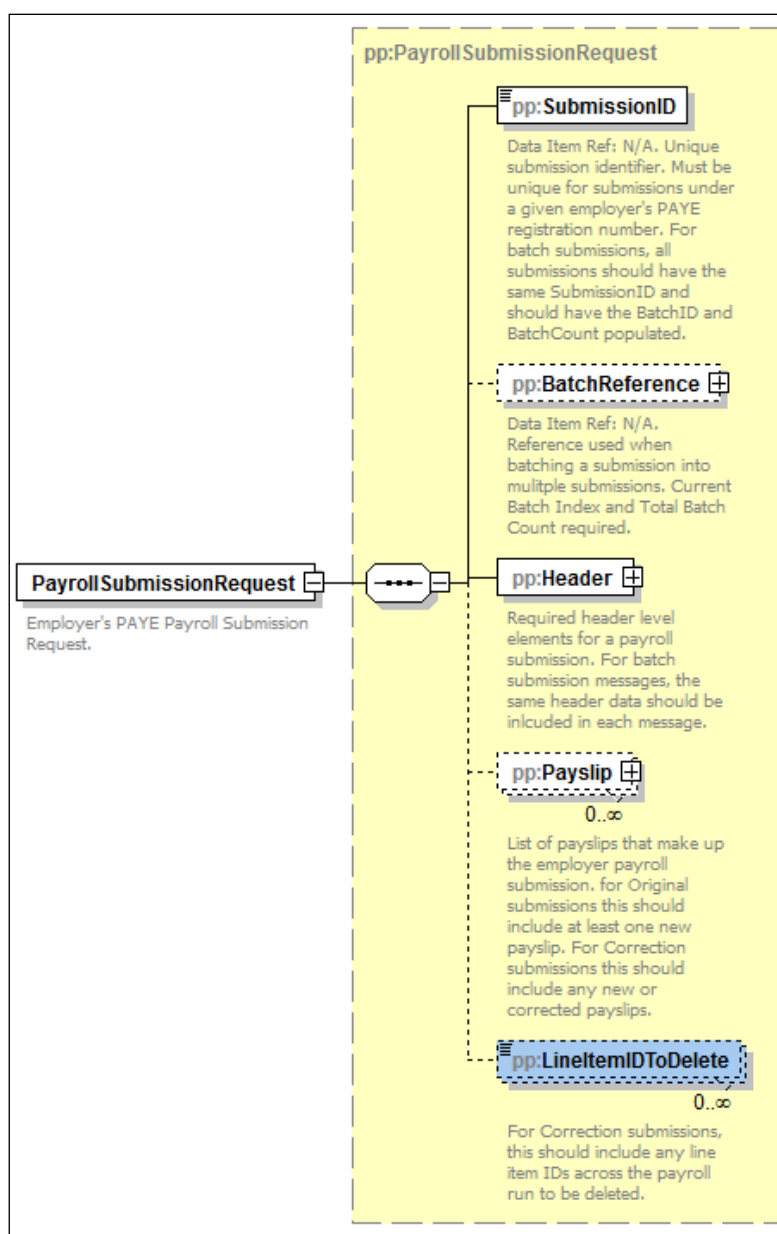 pp:PayrollSubmissionRequest
pp:SubmissionID
Data Item Ref: N/A. Unique
submission identifier. Must be
unique for submissions under
a given employer's PAYE
registration number. For
batch submissions, all
submissions should have the
same SubmissionID and
should have the BatchID and
BatchCount populated.
pp:BatchReference
Data Item Ref: N/A.
Reference used when
batching a submission into
mulitple submissions. Current
Batch Index and Total Batch
Count required.
PayrollSubmissionRequest
Employer's PAYE Payroll Submission
Request.
pp:Header
Required header level
elements for a payroll
submission. For batch
submission messages, the
same header data should be
inlcuded in each message.
pp:Payslip
0..∞
List of payslips that make up
the employer payroll
submission. for Original
submissions this should
include at least one new
payslip. For Correction
submissions this should
include any new or
corrected payslips.
pp:LineItemIDToDelete
0..∞
For Correction submissions,
this should include any line
item IDs across the payroll
run to be deleted.